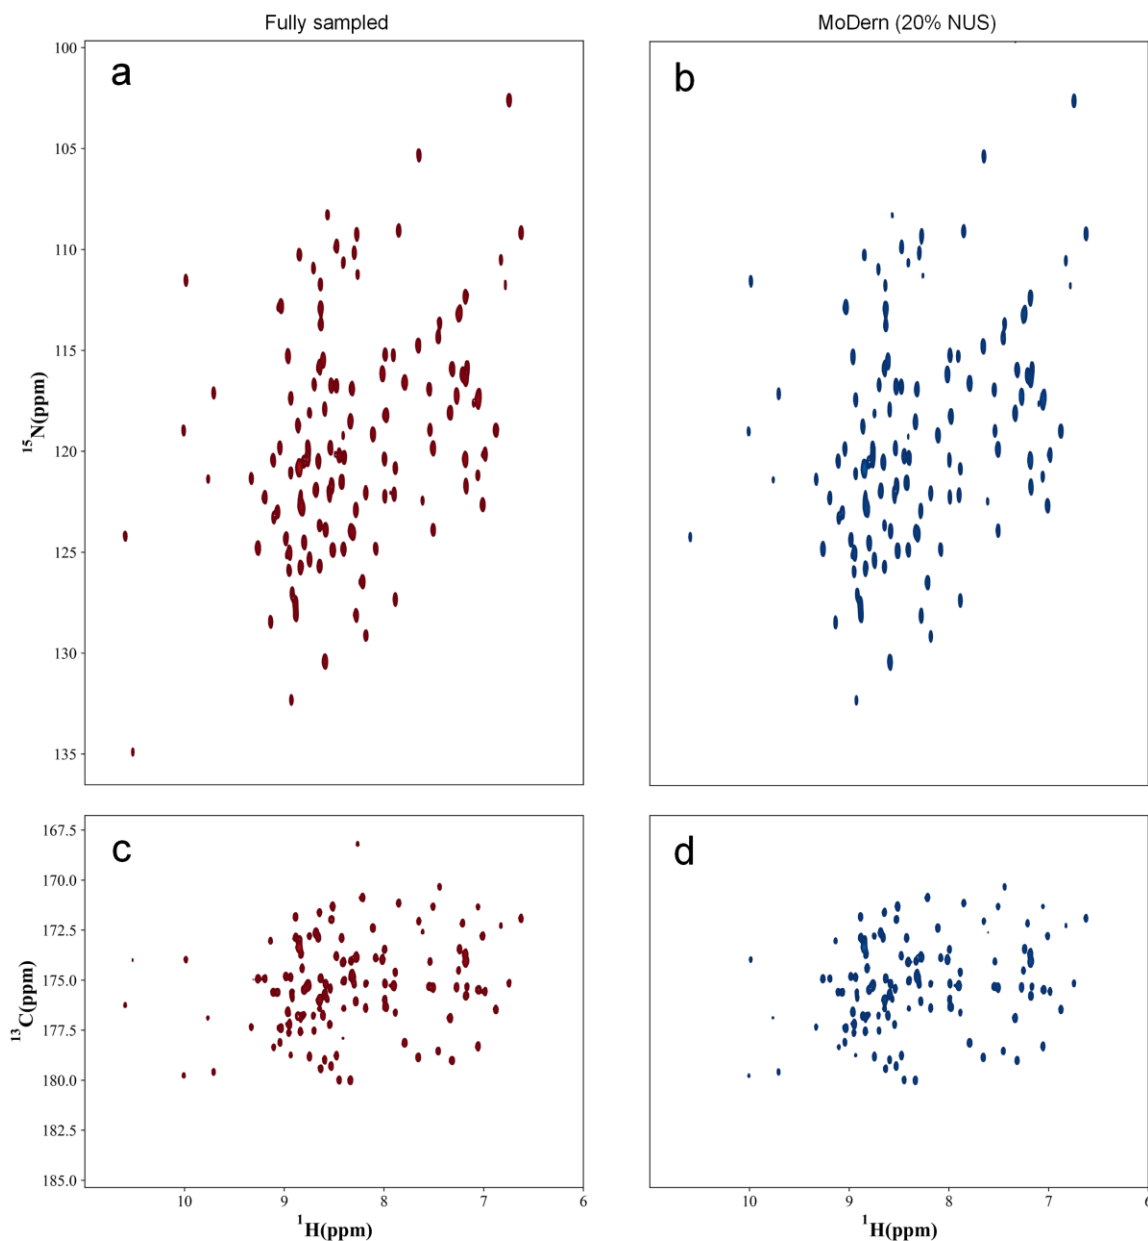 Fully sampled
MoDern (20% NUS)
a
b
100
105
110
115
120
125
130
135
¹⁵N(ppm)
c
d
167.5
170.0
172.5
175.0
177.5
180.0
182.5
185.0
¹³C(ppm)
10 9 8 7 6
10 9 8 7 6
¹H(ppm)
¹H(ppm)